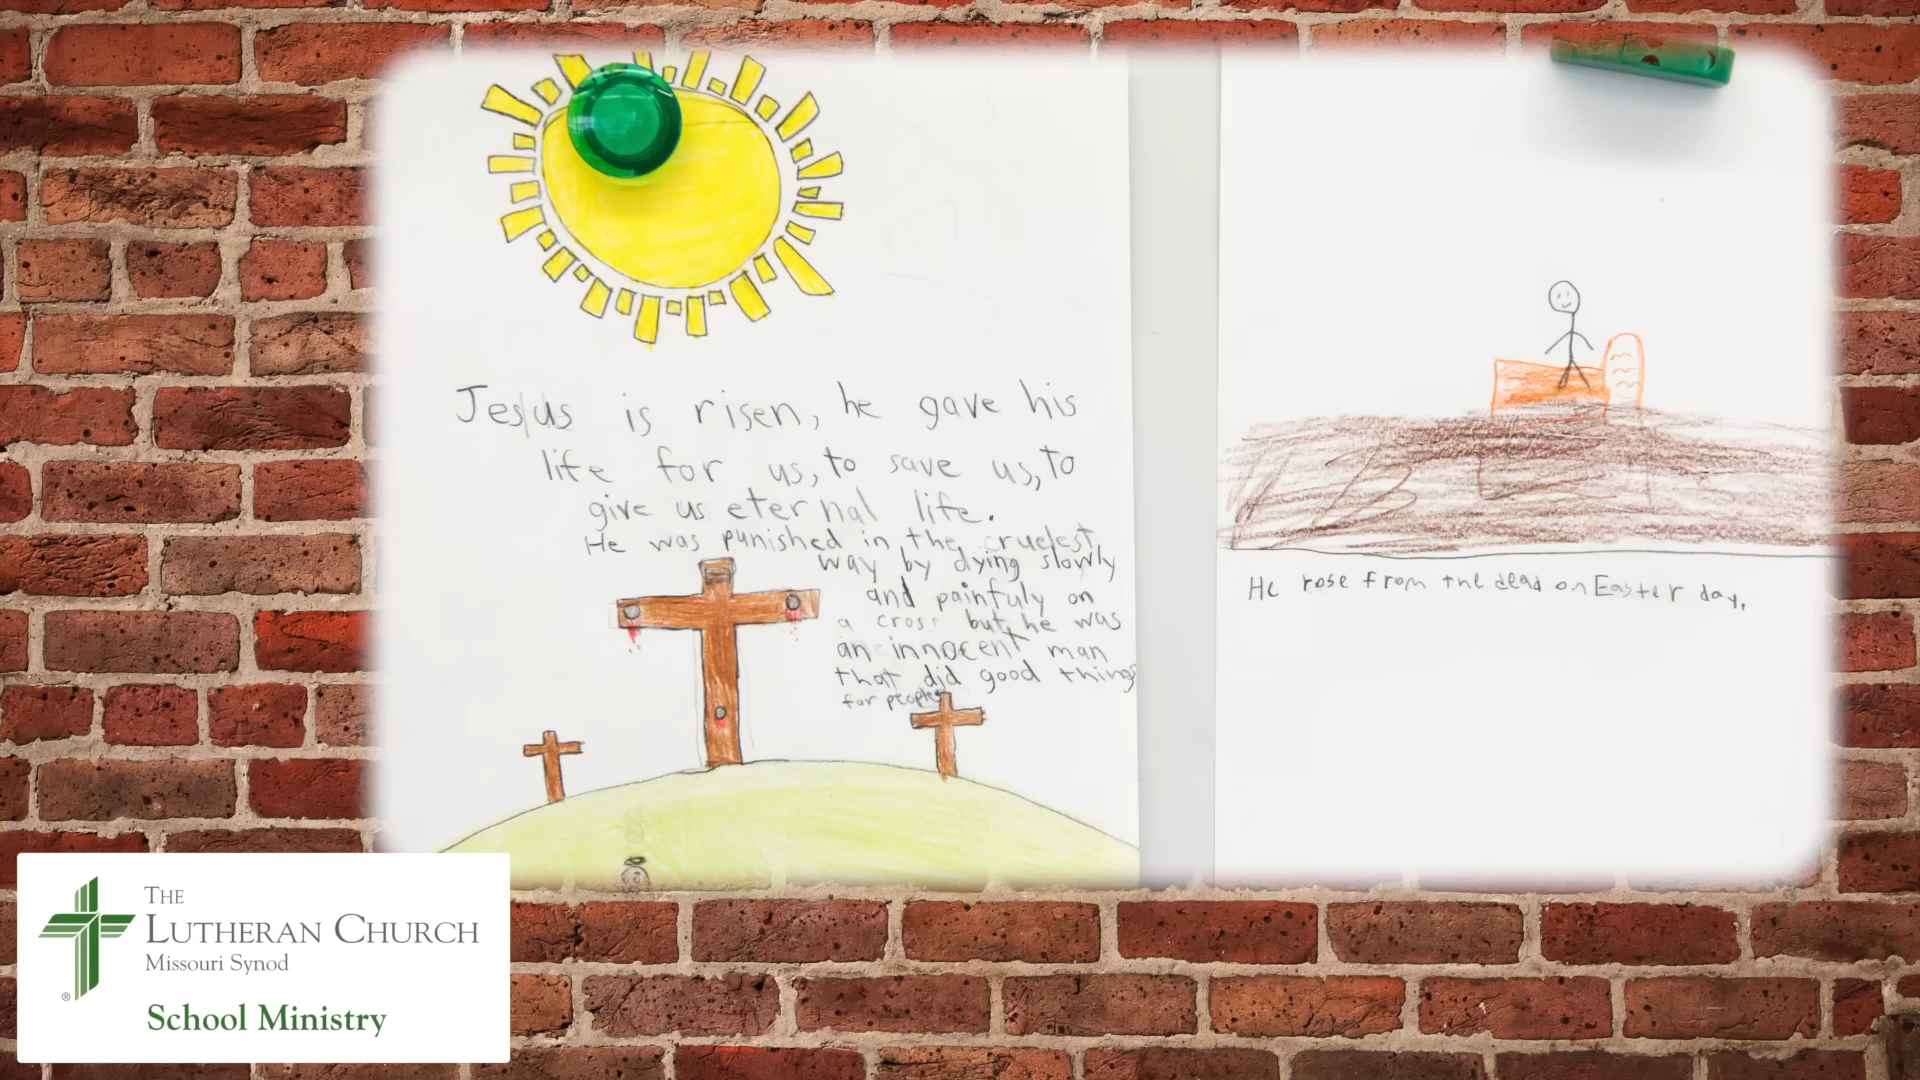 Jesus is risen, he gave his
life for us, to save us, to
give us eternal life.
He was punished in the cruelest
way by dying slowly
and painfuly on
a cross but he was
an innocent man
that did good things
for people
He rose from the dead on Easter day.
THE
LUTHERAN CHURCH
Missouri Synod
®
School Ministry